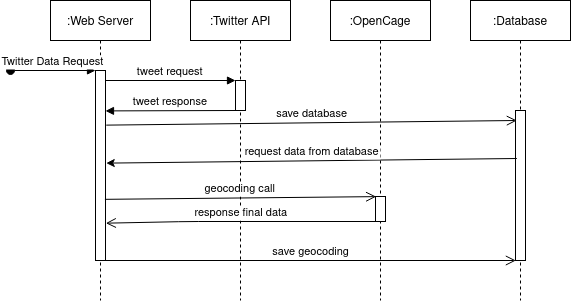 :Web Server
:Twitter API
:OpenCage
:Database
Twitter Data Request
tweet request
tweet response
save database
request data from database
geocoding call
response final data
save geocoding